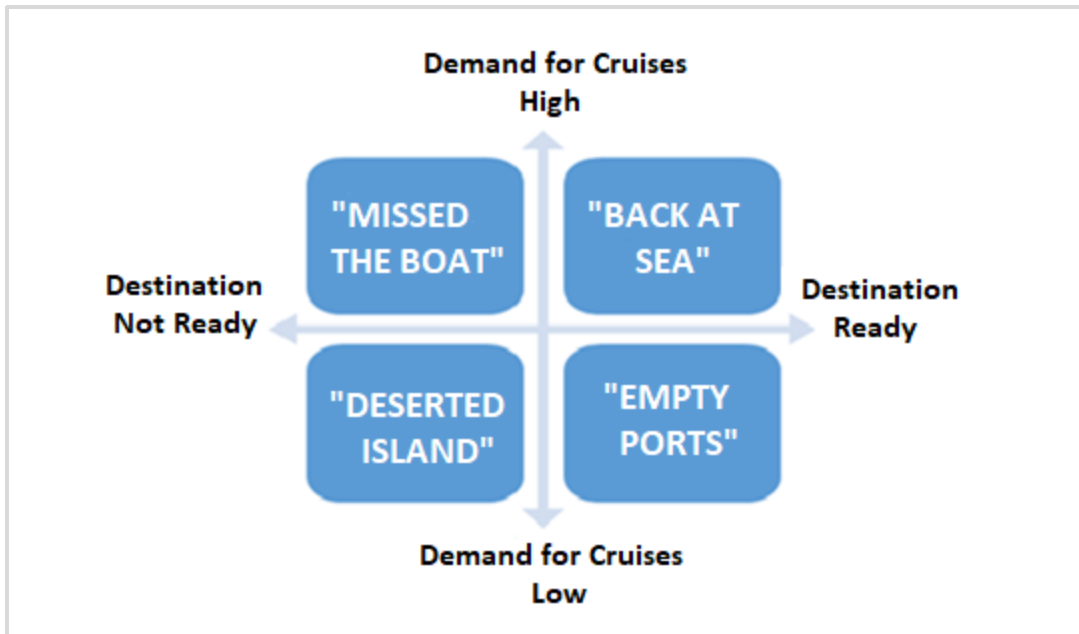 Demand for Cruises
High
"MISSED
THE BOAT"
"BACK AT
SEA"
Destination
Not Ready
Destination
Ready
"DESERTED
ISLAND"
"EMPTY
PORTS"
Demand for Cruises
Low